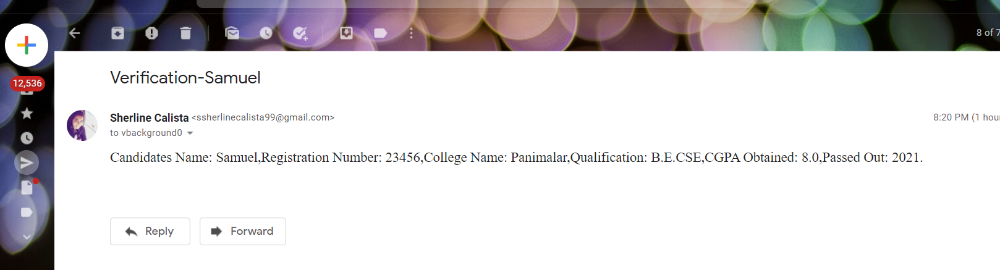 8 of 7
12,536
Verification-Samuel
Sherline Calista <ssherlinecalista99@gmail.com>
8:20 PM (1 hou
to vbackground0
Candidates Name: Samuel,Registration Number: 23456,College Name: Panimalar,Qualification: B.E.CSE,CGPA Obtained: 8.0,Passed Out: 2021.
Reply
Forward